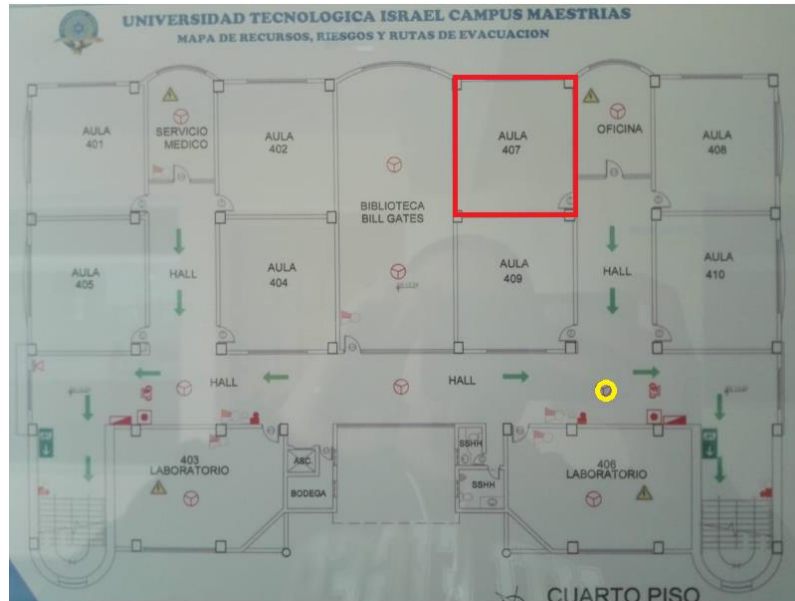 UNIVERSIDAD TECNOLOGICA ISRAEL CAMPUS MAESTRIAS
MAPA DE RECURSOS, RIESGOS Y RUTAS DE EVACUACION
AULA
401
SERVICIO
MEDICO
AULA
402
BIBLIOTECA
BILL GATES
AULA
407
OFICINA
AULA
408
AULA
405
HALL
AULA
404
AULA
409
HALL
AULA
410
HALL
HALL
403
LABORATORIO
ASC.
BODEGA
SSHH
SSHH
406
LABORATORIO
CUARTO PISO